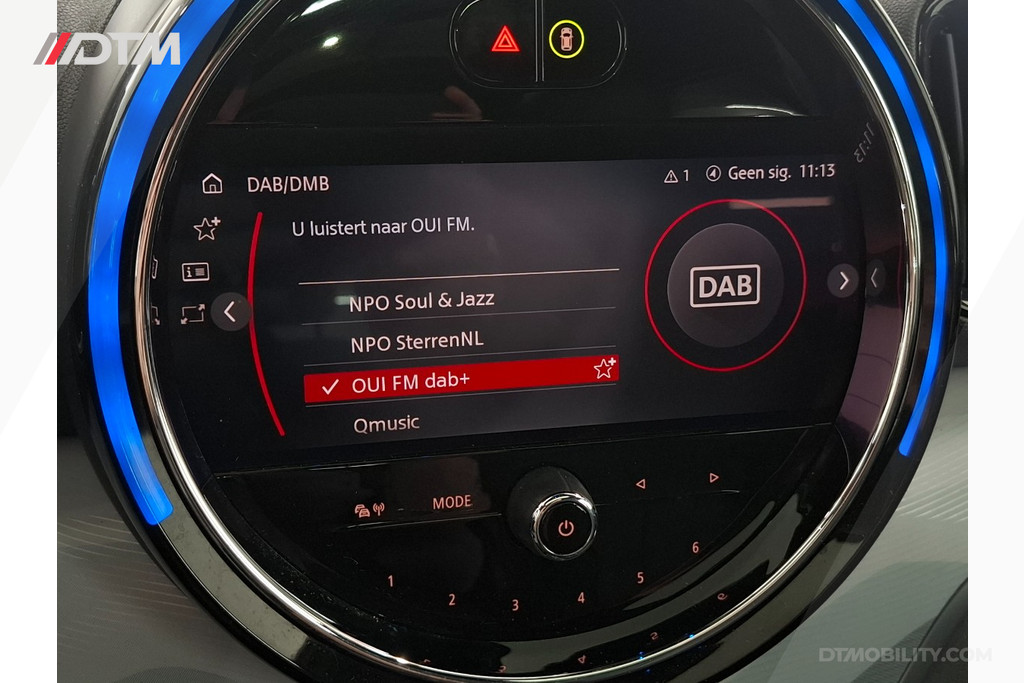 DTM
DAB/DMB
1 Geen sig. 11:13
U luistert naar OUI FM.
NPO Soul & Jazz
NPO SterrenNL
OUI FM dab+
Qmusic
DAB
MODE
1 2 3 4 5 6
DTMOBILITY.COM